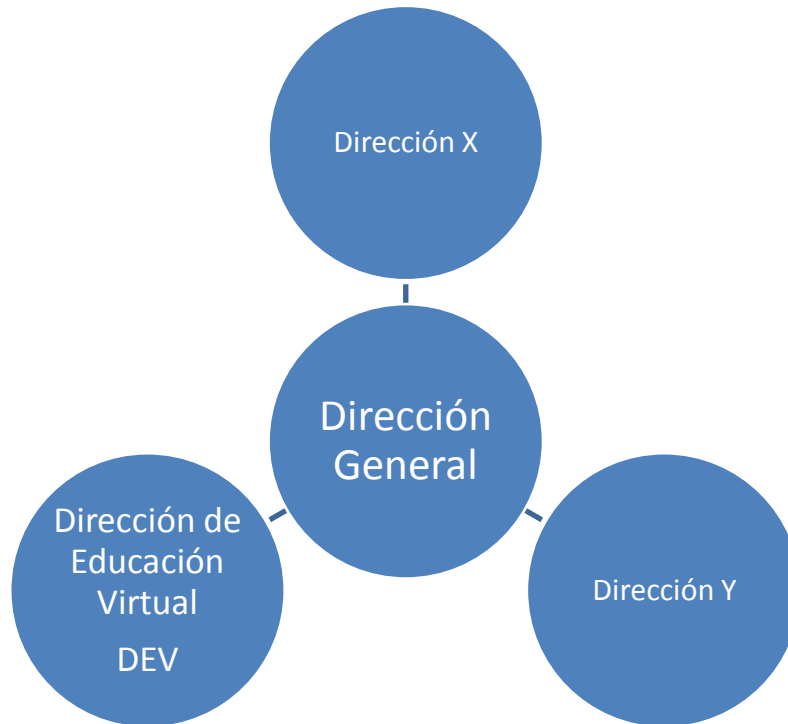 Dirección X
Dirección
General
Dirección de
Educación
Virtual
DEV
Dirección Y